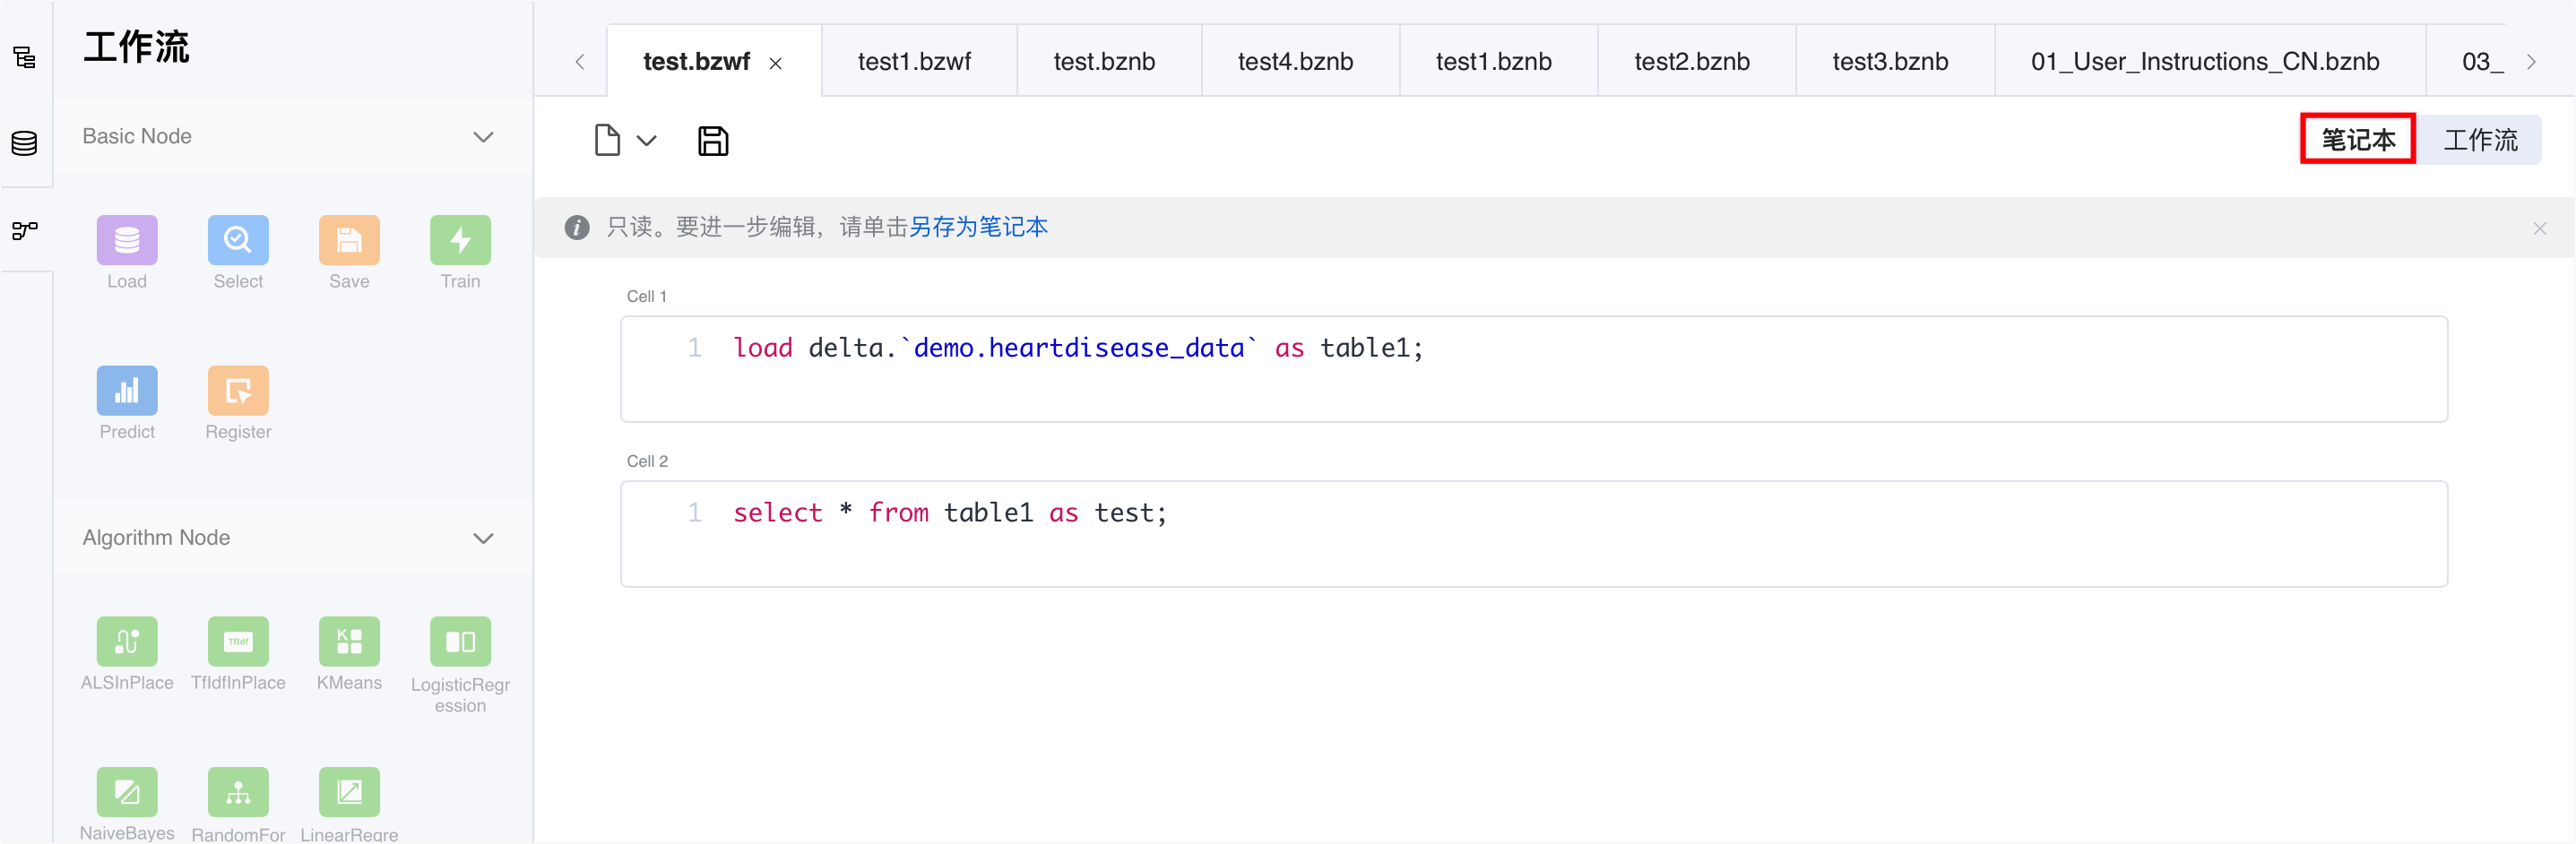 工作流
Basic Node
Load
Select
Save
Train
Predict
Register
Algorithm Node
TfIdf
K
ALSInPlace
TfIdfInPlace
KMeans
LogisticRegr
ession
NaiveBayes
RandomFor
LinearRegre
test.bzwf
test1.bzwf
test.bznb
test4.bznb
test1.bznb
test2.bznb
test3.bznb
01_User_Instructions_CN.bznb
03_
笔记本
工作流
只读。要进一步编辑，请单击另存为笔记本
Cell 1
1 load delta.`demo.heartdisease_data` as table1;
Cell 2
1 select * from table1 as test;